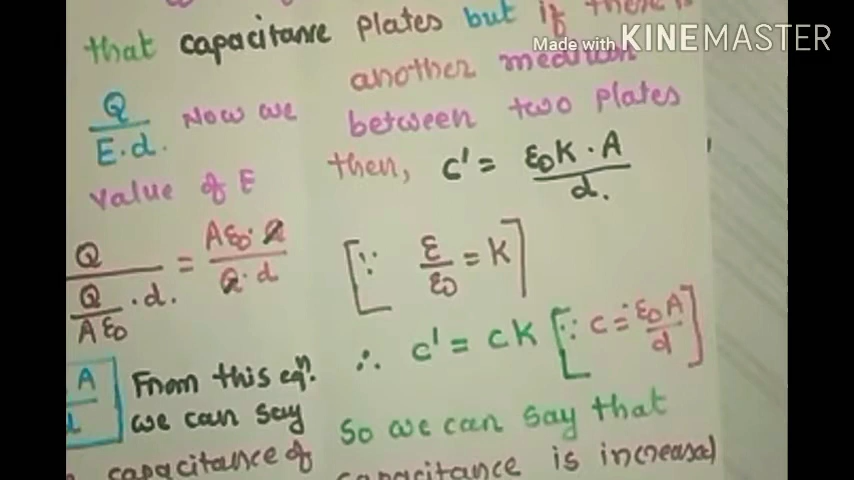 that capacitance plates but if there is
Made with KINEMASTER
another medium
Q / E·d. Now we
between two plates
value of E
then, c' = ε0K·A / d.
Q / (Q / Aε0 ·d.) = Aε0·Q / Q·d
[∵ ε / ε0 = K]
∴ c' = cK [∵ c = ε0A / d]
A / d From this eqⁿ.
we can say
So we can say that
capacitance of
capacitance is increased